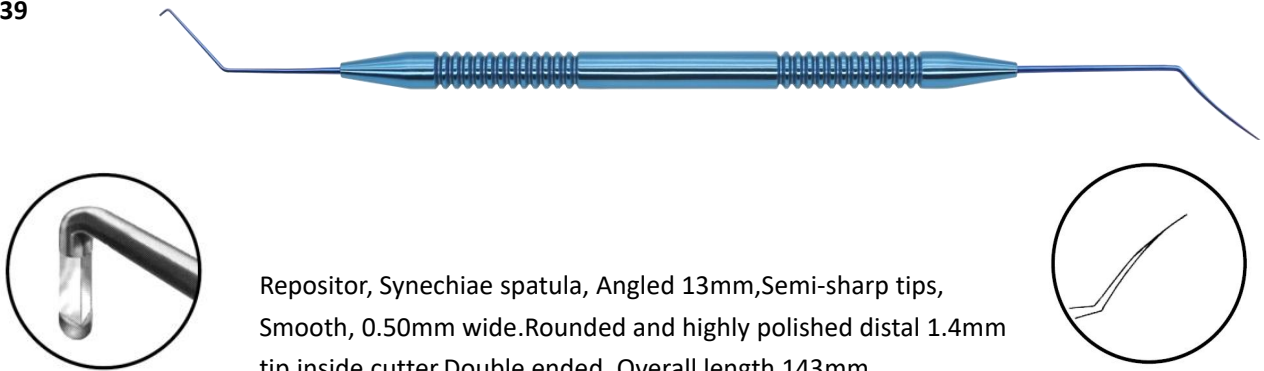 39
Repositor, Synechiae spatula, Angled 13mm,Semi-sharp tips,
Smooth, 0.50mm wide.Rounded and highly polished distal 1.4mm
tip inside cutter.Double ended, Overall length 143mm